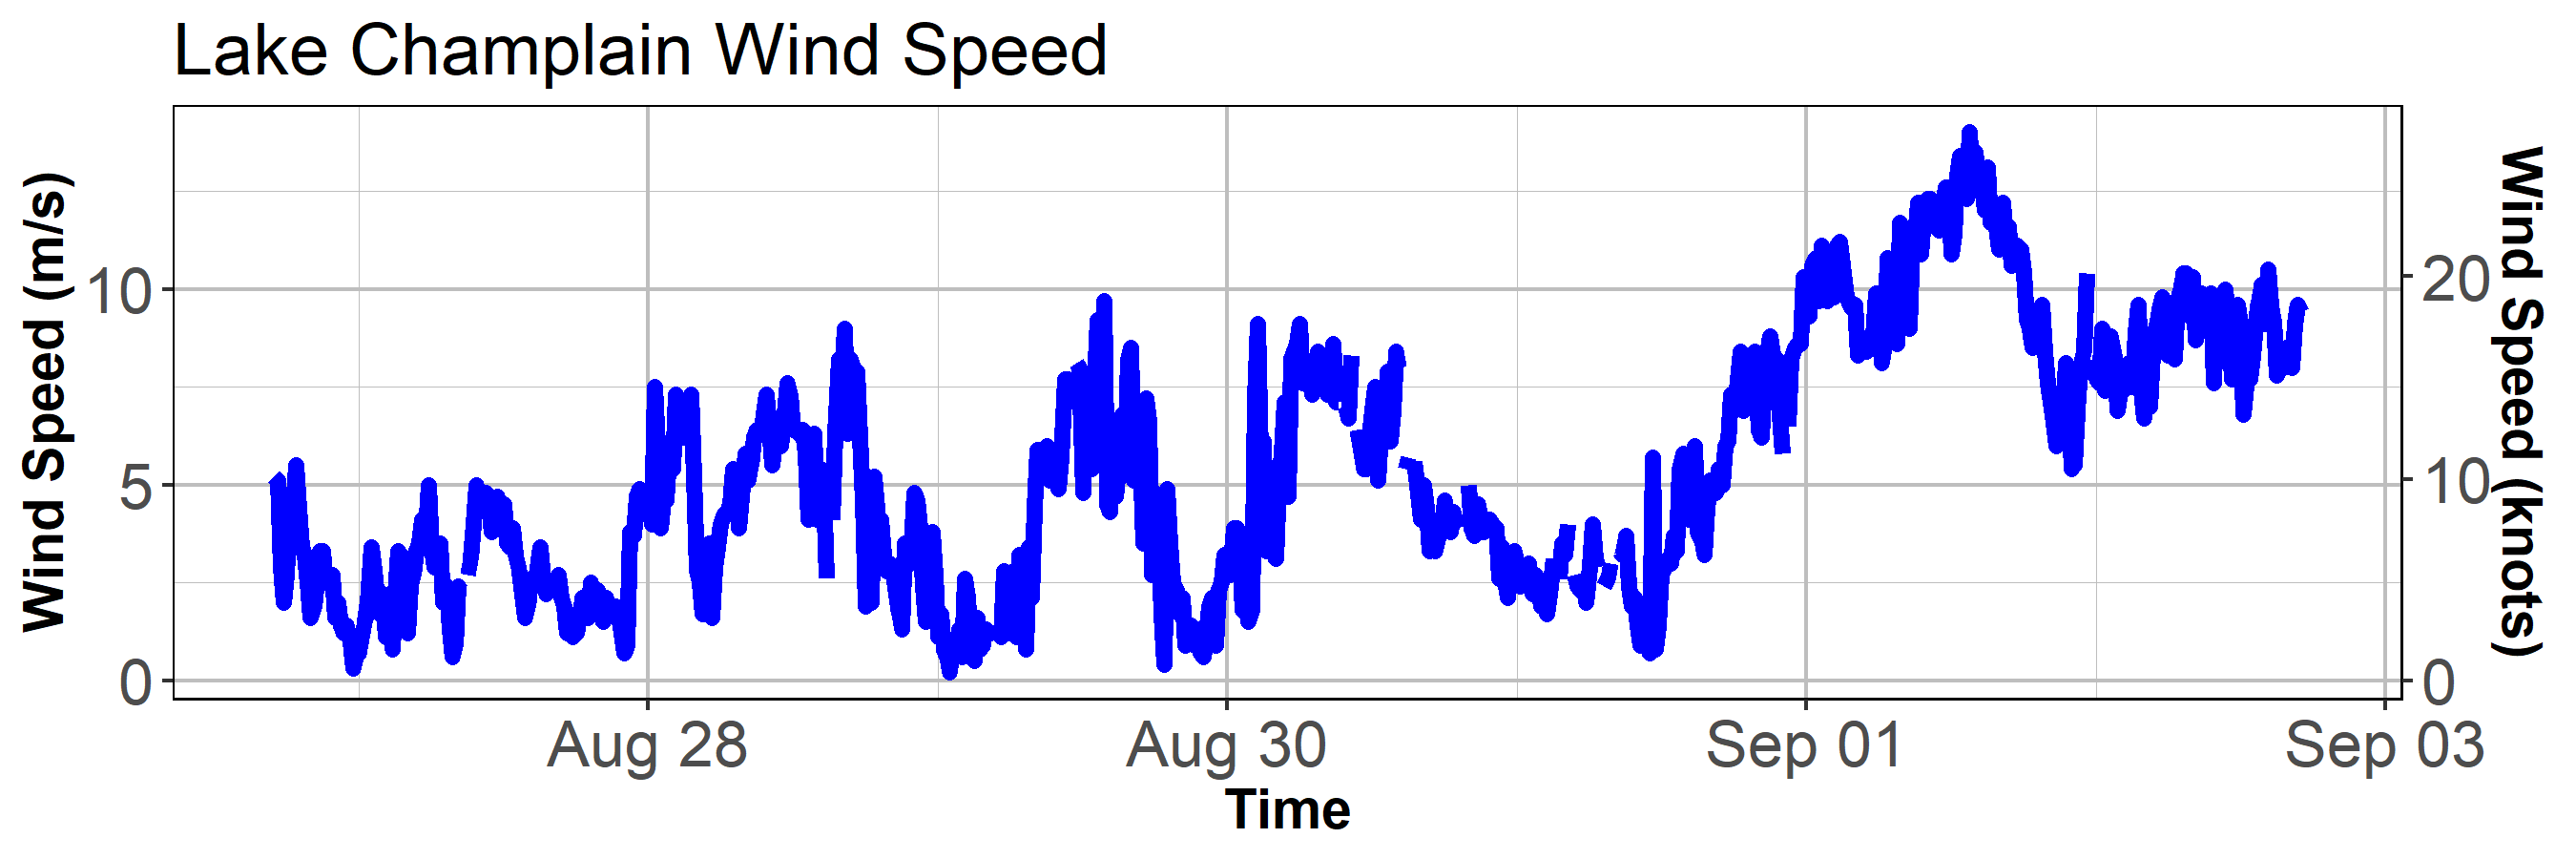 Lake Champlain Wind Speed
Wind Speed (m/s)
10
5
0
20
10
0
Wind Speed (knots)
Aug 28
Aug 30
Sep 01
Sep 03
Time